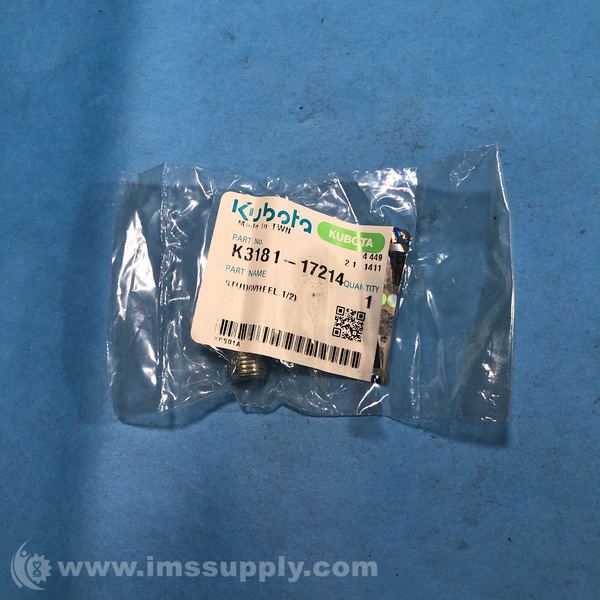 Kubota
Made in TWN
KUBOTA
PART No.
4 449
K3181-17214
2 1 1411
PART NAME
QUANTITY
STUD(WHEEL,1/2)
1
KPS01A
www.imssupply.com